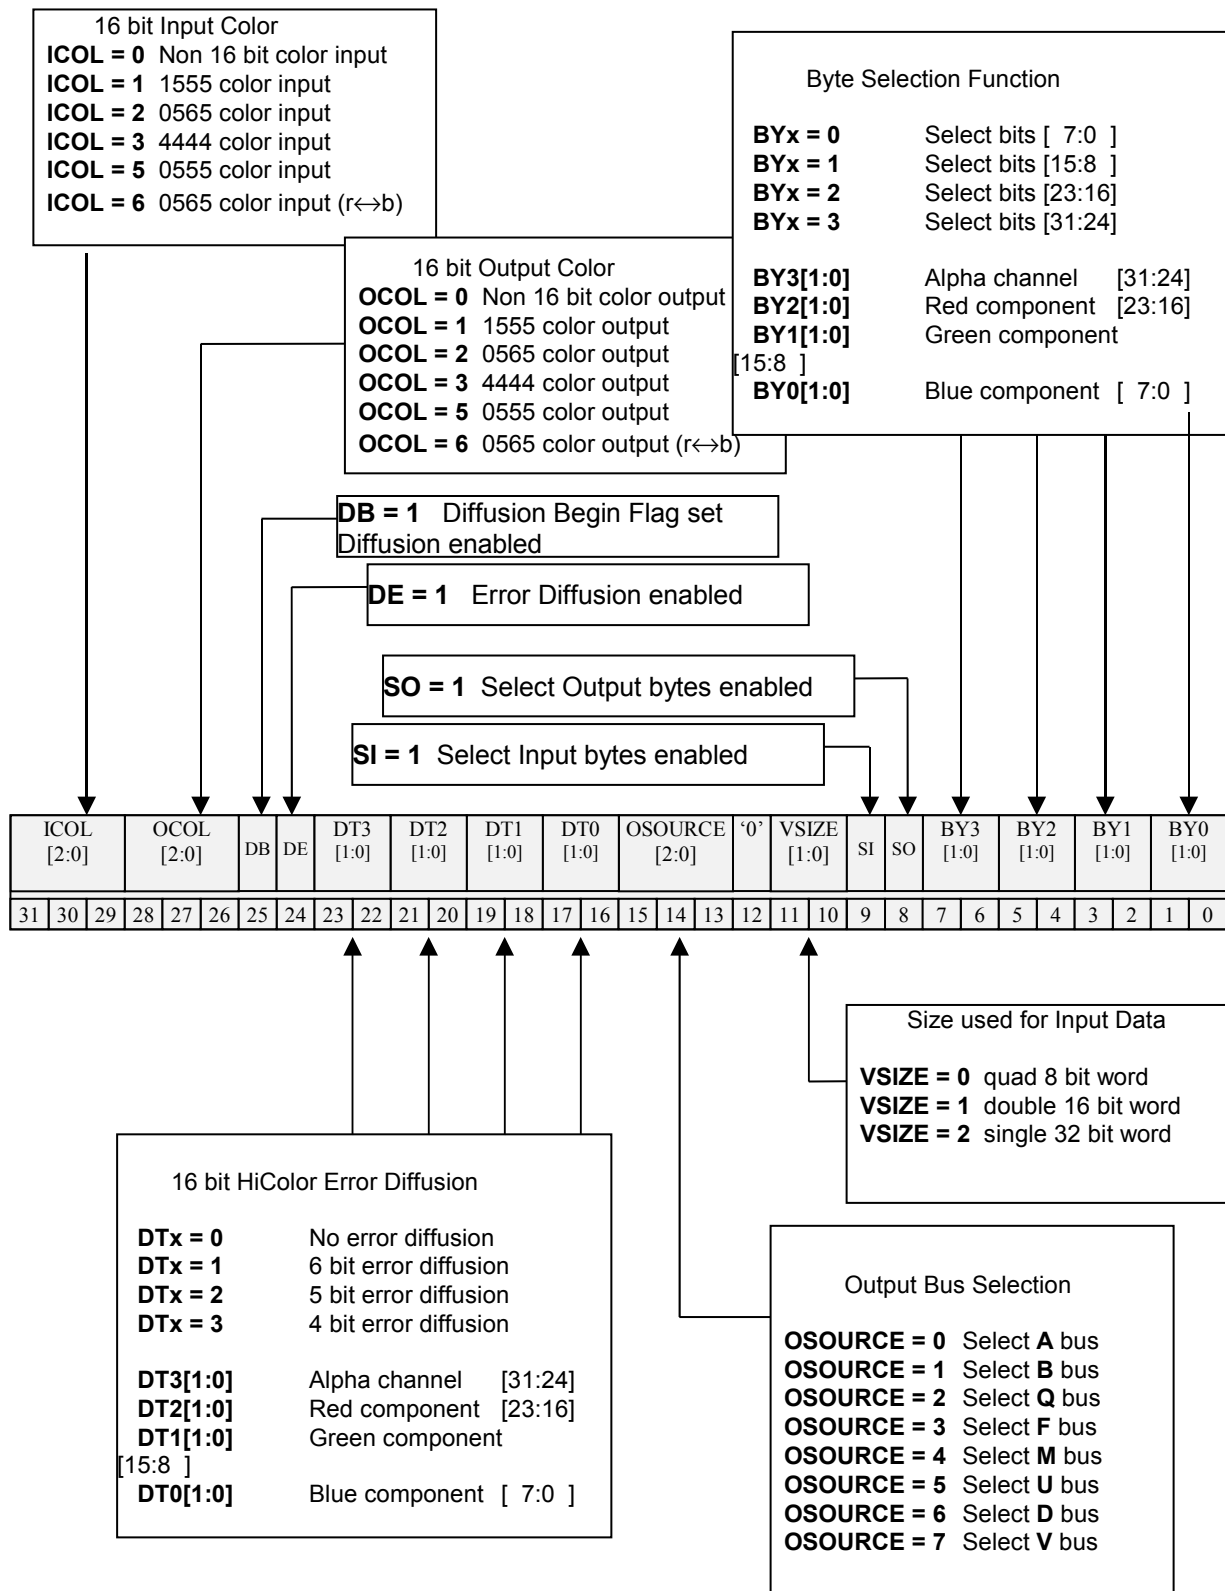 16 bit Input Color
ICOL = 0 Non 16 bit color input
ICOL = 1 1555 color input
ICOL = 2 0565 color input
ICOL = 3 4444 color input
ICOL = 5 0555 color input
ICOL = 6 0565 color input (r↔b)
Byte Selection Function
BYx = 0 Select bits [ 7:0 ]
BYx = 1 Select bits [15:8 ]
BYx = 2 Select bits [23:16]
BYx = 3 Select bits [31:24]
BY3[1:0] Alpha channel [31:24]
BY2[1:0] Red component [23:16]
BY1[1:0] Green component
[15:8 ]
BY0[1:0] Blue component [ 7:0 ]
16 bit Output Color
OCOL = 0 Non 16 bit color output
OCOL = 1 1555 color output
OCOL = 2 0565 color output
OCOL = 3 4444 color output
OCOL = 5 0555 color output
OCOL = 6 0565 color output (r↔b)
DB = 1 Diffusion Begin Flag set
Diffusion enabled
DE = 1 Error Diffusion enabled
SO = 1 Select Output bytes enabled
SI = 1 Select Input bytes enabled
ICOL OCOL DB DE DT3 DT2 DT1 DT0 OSOURCE ‘0’ VSIZE SI SO BY3 BY2 BY1 BY0
[2:0] [2:0] [1:0] [1:0] [1:0] [1:0] [2:0] [1:0] [1:0] [1:0] [1:0] [1:0]
31 30 29 28 27 26 25 24 23 22 21 20 19 18 17 16 15 14 13 12 11 10 9 8 7 6 5 4 3 2 1 0
Size used for Input Data
VSIZE = 0 quad 8 bit word
VSIZE = 1 double 16 bit word
VSIZE = 2 single 32 bit word
16 bit HiColor Error Diffusion
DTx = 0 No error diffusion
DTx = 1 6 bit error diffusion
DTx = 2 5 bit error diffusion
DTx = 3 4 bit error diffusion
DT3[1:0] Alpha channel [31:24]
DT2[1:0] Red component [23:16]
DT1[1:0] Green component
[15:8 ]
DT0[1:0] Blue component [ 7:0 ]
Output Bus Selection
OSOURCE = 0 Select A bus
OSOURCE = 1 Select B bus
OSOURCE = 2 Select Q bus
OSOURCE = 3 Select F bus
OSOURCE = 4 Select M bus
OSOURCE = 5 Select U bus
OSOURCE = 6 Select D bus
OSOURCE = 7 Select V bus